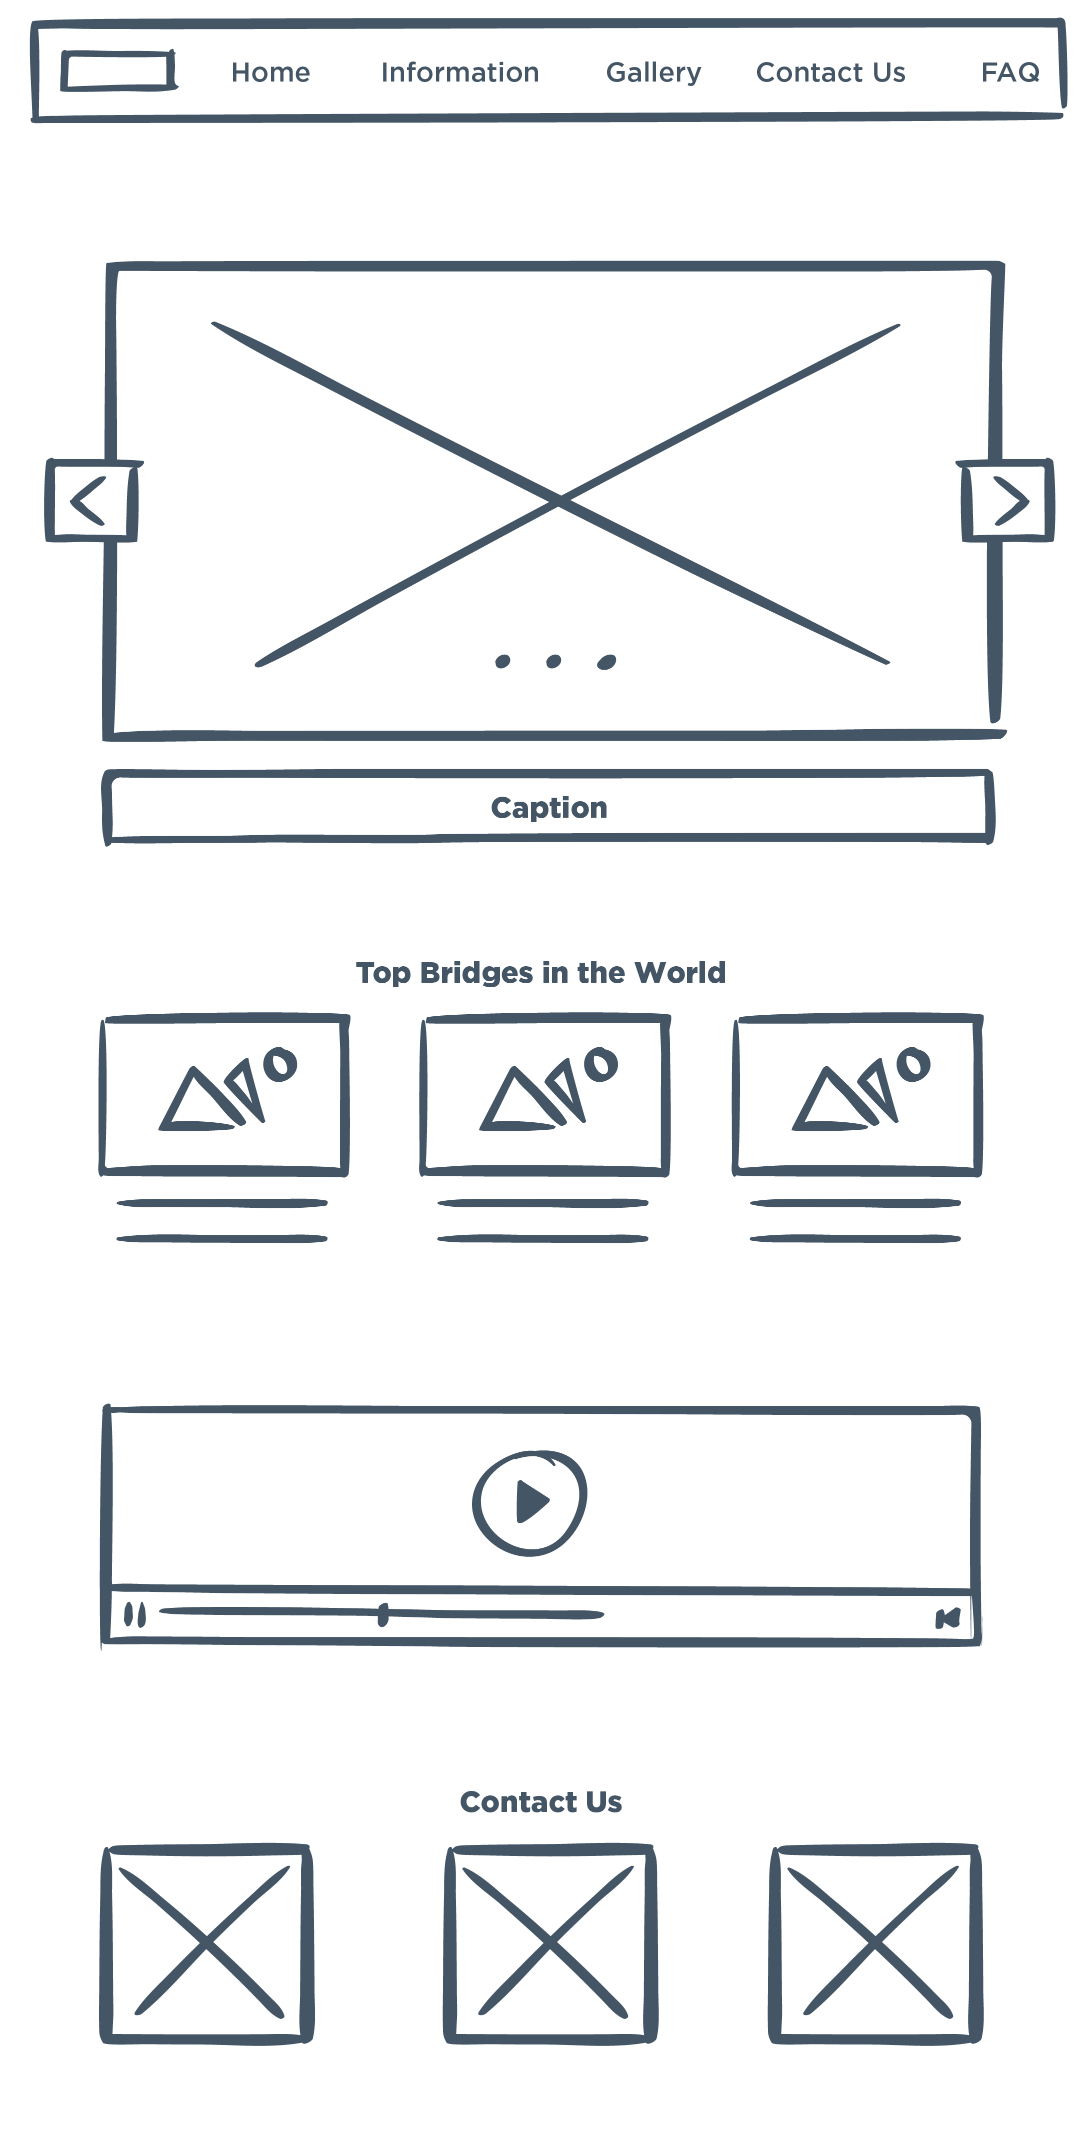 Home Information Gallery Contact Us FAQ
Caption
Top Bridges in the World
Contact Us